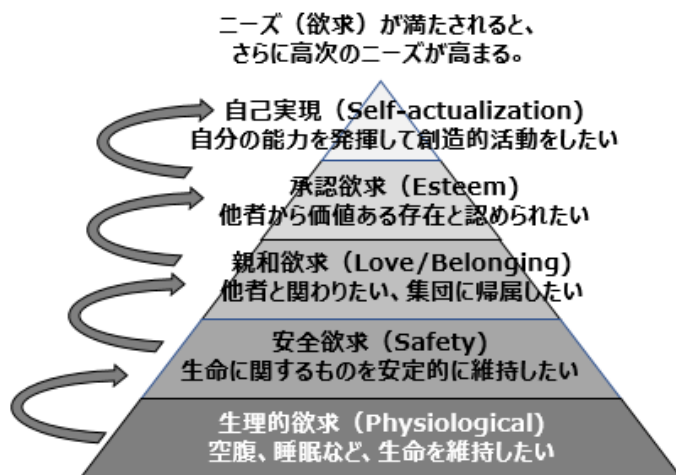 ニーズ（欲求）が満たされると、
さらに高次のニーズが高まる。
自己実現（Self-actualization)
自分の能力を発揮して創造的活動をしたい
承認欲求（Esteem)
他者から価値ある存在と認められたい
親和欲求（Love/Belonging)
他者と関わりたい、集団に帰属したい
安全欲求（Safety)
生命に関するものを安定的に維持したい
生理的欲求（Physiological)
空腹、睡眠など、生命を維持したい